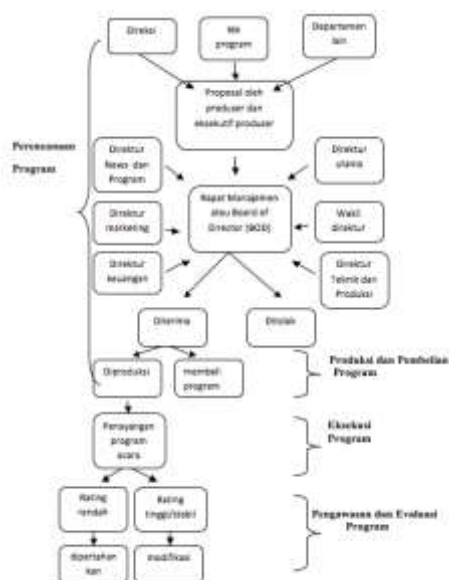 Direksi
tim
program
Departemen
lain
Proposal oleh
produser dan
eksekutif produser
Perencanaan
Program
Direktur
News dan
Program
Direktur
utama
Rapat Manajemen
atau Board of
Director (BOD)
Direktur
marketing
Wakil
direktur
Direktur
keuangan
Direktur
Teknik dan
Produksi
Diterima
Ditolak
Diproduksi
membeli
program
Produksi dan Pembelian
Program
Penayangan
program
acara
Eksekusi
Program
Rating
rendah
Rating
tinggi/stabil
Pengawasan dan Evaluasi
Program
dipertahan
kan
modifikasi